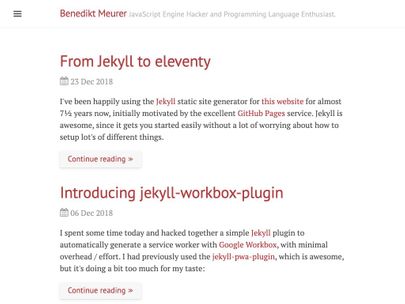 Benedikt Meurer JavaScript Engine Hacker and Programming Language Enthusiast.
From Jekyll to eleventy
23 Dec 2018
I've been happily using the Jekyll static site generator for this website for almost
7½ years now, initially motivated by the excellent GitHub Pages service. Jekyll is
awesome, since it gets you started easily without a lot of worrying about how to
setup lot's of different things.
Continue reading »
Introducing jekyll-workbox-plugin
06 Dec 2018
I spent some time today and hacked together a simple Jekyll plugin to
automatically generate a service worker with Google Workbox, with minimal
overhead / effort. I had previously used the jekyll-pwa-plugin, which is awesome,
but it's doing a bit too much for my taste:
Continue reading »